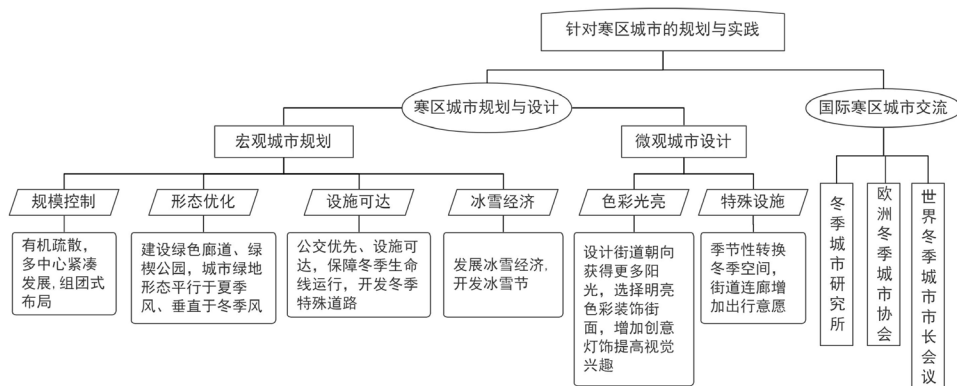 针对寒区城市的规划与实践
寒区城市规划与设计
国际寒区城市交流
宏观城市规划
微观城市设计
规模控制
形态优化
设施可达
冰雪经济
色彩光亮
特殊设施
有机疏散，
多中心紧凑
发展，组团式
布局
建设绿色廊道、绿
楔公园，城市绿地
形态平行于夏季
风、垂直于冬季风
公交优先、设施可
达，保障冬季生命
线运行，开发冬季
特殊道路
发展冰雪经济，
开发冰雪节
设计街道朝向
获得更多阳
光，选择明亮
色彩装饰街
面，增加创意
灯饰提高视觉
兴趣
季节性转换
冬季空间，
街道连廊增
加出行意愿
冬季城市研究所
欧洲冬季城市协会
世界冬季城市市长会议